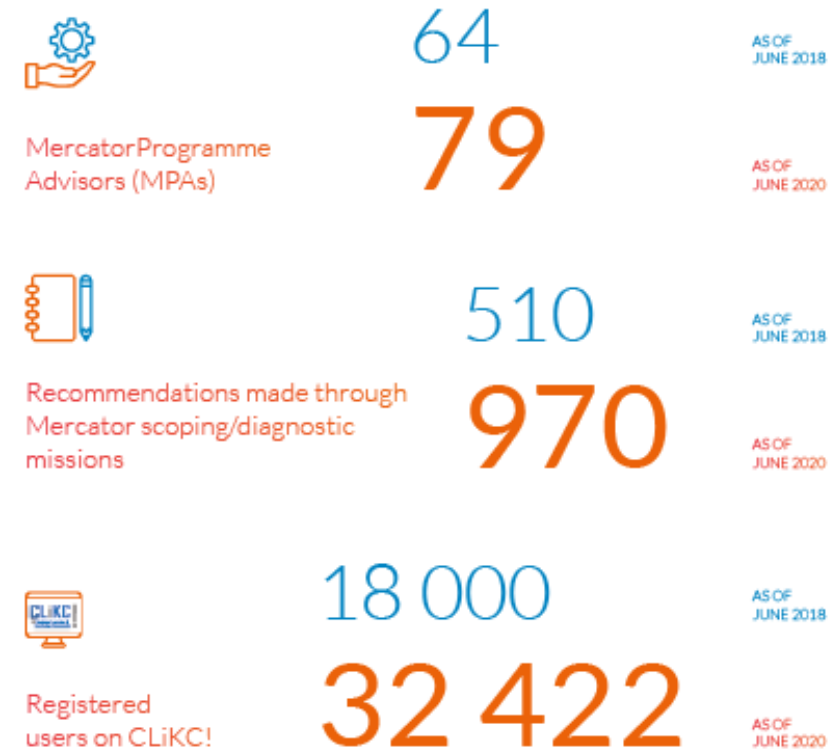 64
AS OF
JUNE 2018
MercatorProgramme
Advisors (MPAs)
79
AS OF
JUNE 2020
510
AS OF
JUNE 2018
Recommendations made through
Mercator scoping/diagnostic
missions
970
AS OF
JUNE 2020
CLiKC!
18 000
AS OF
JUNE 2018
Registered
users on CLiKC!
32 422
AS OF
JUNE 2020